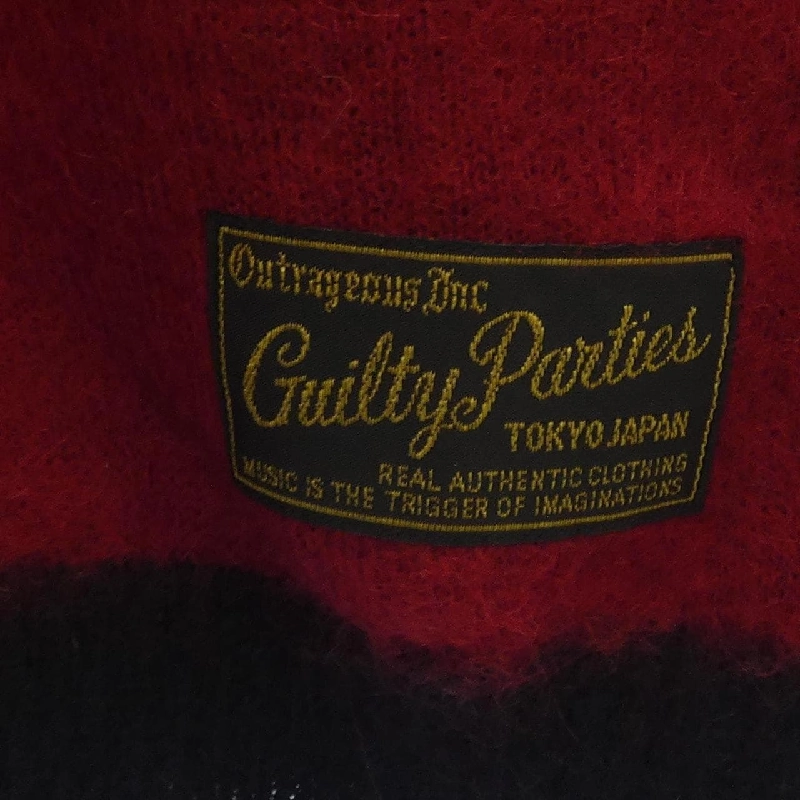 Outrageous Inc
Guilty Parties
TOKYO JAPAN
REAL AUTHENTIC CLOTHING
MUSIC IS THE TRIGGER OF IMAGINATIONS